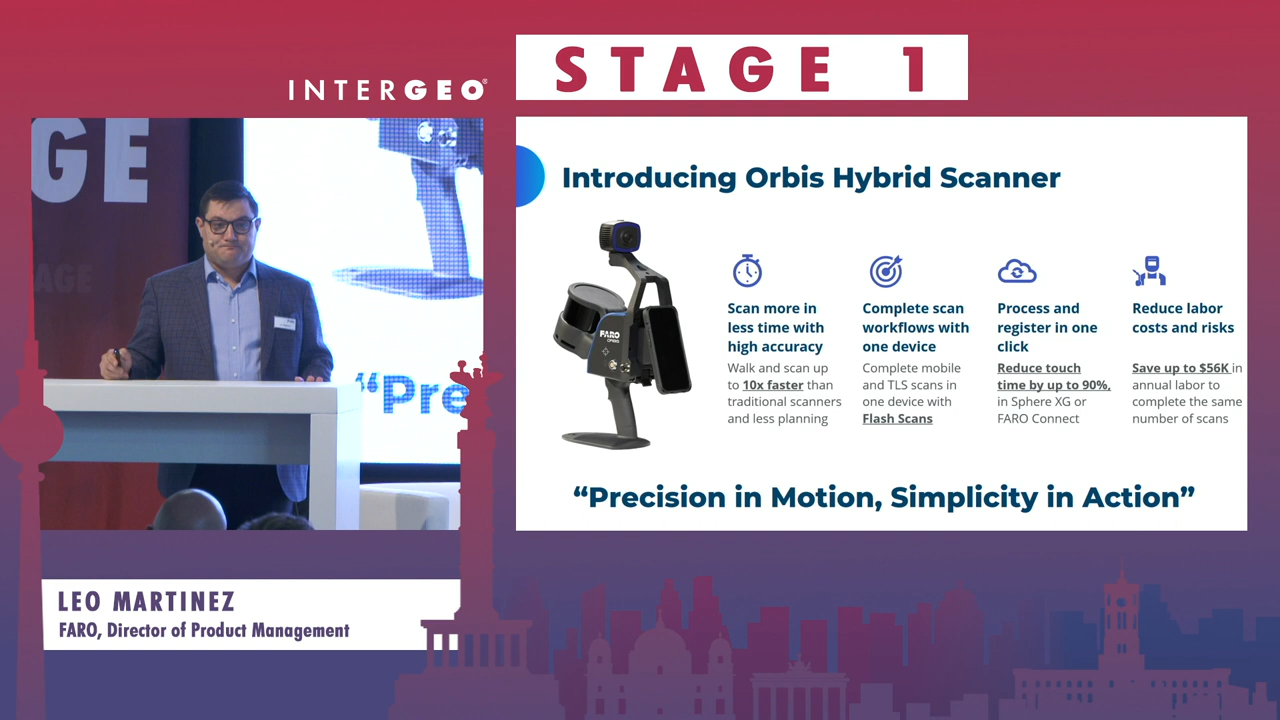 INTERGEO
STAGE 1
GE
AGE
"Pre
LEO MARTINEZ
FARO, Director of Product Management
Introducing Orbis Hybrid Scanner
FARO
Orbis
Scan more in
less time with
high accuracy
Walk and scan up
to 10x faster than
traditional scanners
and less planning
Complete scan
workflows with
one device
Complete mobile
and TLS scans in
one device with
Flash Scans
Process and
register in one
click
Reduce touch
time by up to 90%,
in Sphere XG or
FARO Connect
Reduce labor
costs and risks
Save up to $56K in
annual labor to
complete the same
number of scans
“Precision in Motion, Simplicity in Action”